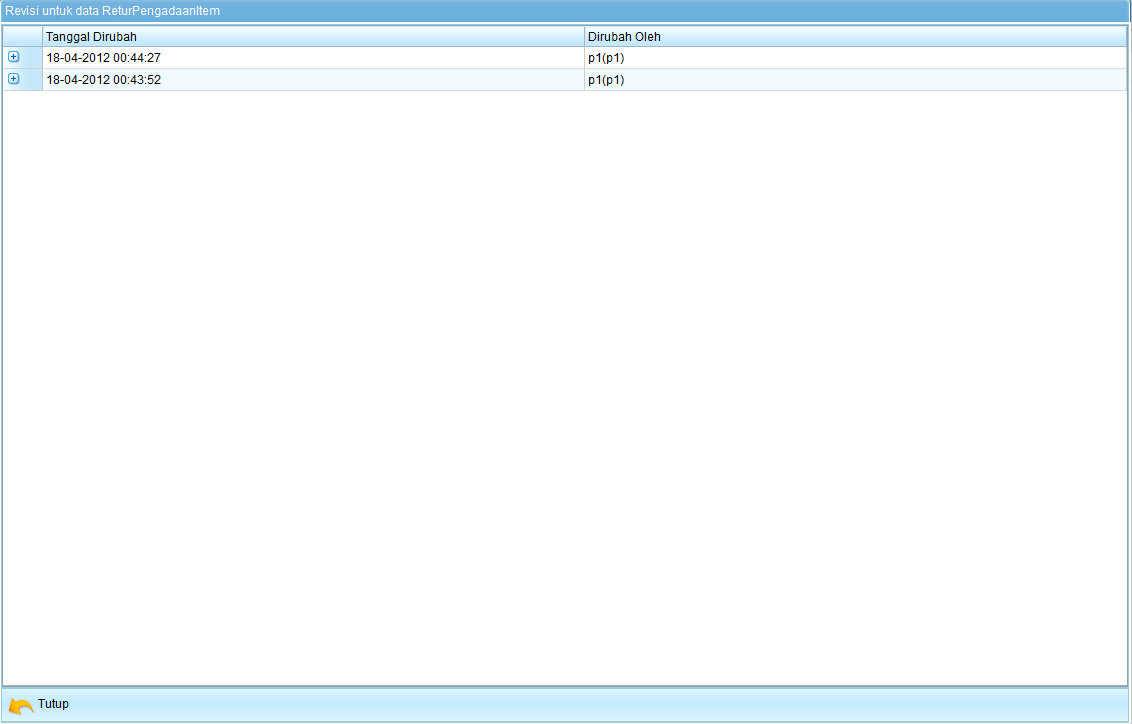 Revisi untuk data ReturPengadaanItem
Tanggal Dirubah Dirubah Oleh
18-04-2012 00:44:27 p1(p1)
18-04-2012 00:43:52 p1(p1)
Tutup